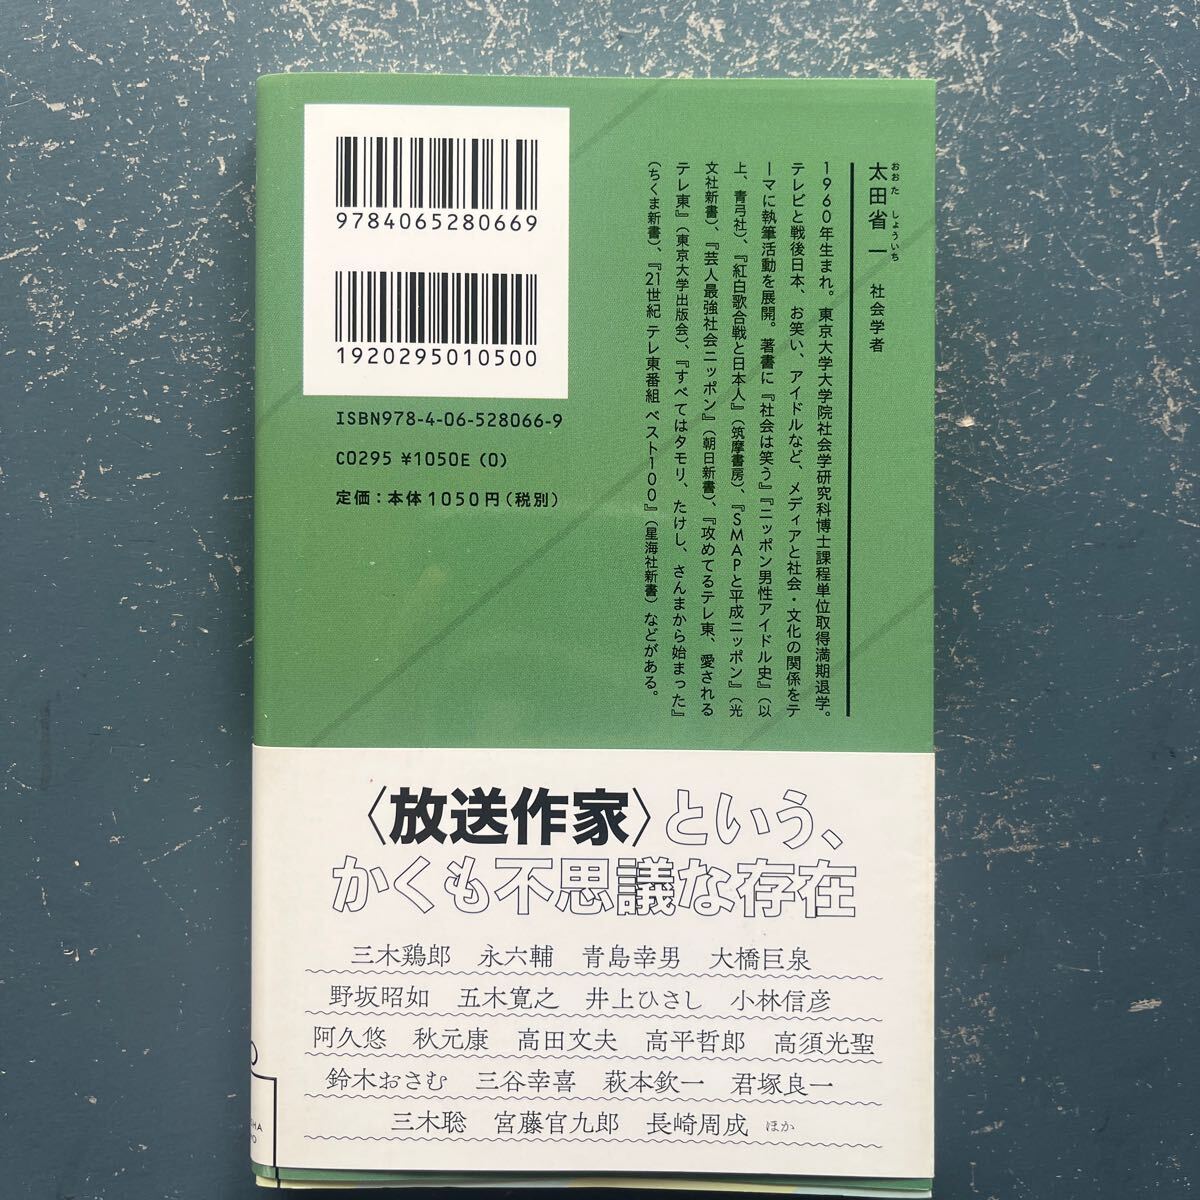 9784065280669
1920295010500
ISBN978-4-06-528066-9
C0295 ¥1050E (0)
定価：本体1050円（税別）
おおた しょういち
太田省一 社会学者
1960年生まれ。東京大学大学院社会学研究科博士課程単位取得満期退学。
テレビと戦後日本、お笑い、アイドルなど、メディアと社会・文化の関係をテ
ーマに執筆活動を展開。著書に『社会は笑う』『ニッポン男性アイドル史』（以
上、青弓社）、『紅白歌合戦と日本人』（筑摩書房）、『SMAPと平成ニッポン』（光
文社新書）、『芸人最強社会ニッポン』（朝日新書）、『攻めてるテレ東、愛される
テレ東』（東京大学出版会）、『すべてはタモリ、たけし、さんまから始まった』
（ちくま新書）、『21世紀 テレ東番組 ベスト100』（星海社新書）などがある。
〈放送作家〉という、
かくも不思議な存在
三木鶏郎 永六輔 青島幸男 大橋巨泉
野坂昭如 五木寛之 井上ひさし 小林信彦
阿久悠 秋元康 高田文夫 高平哲郎 高須光聖
鈴木おさむ 三谷幸喜 萩本欽一 君塚良一
三木聡 宮藤官九郎 長崎周成 ほか